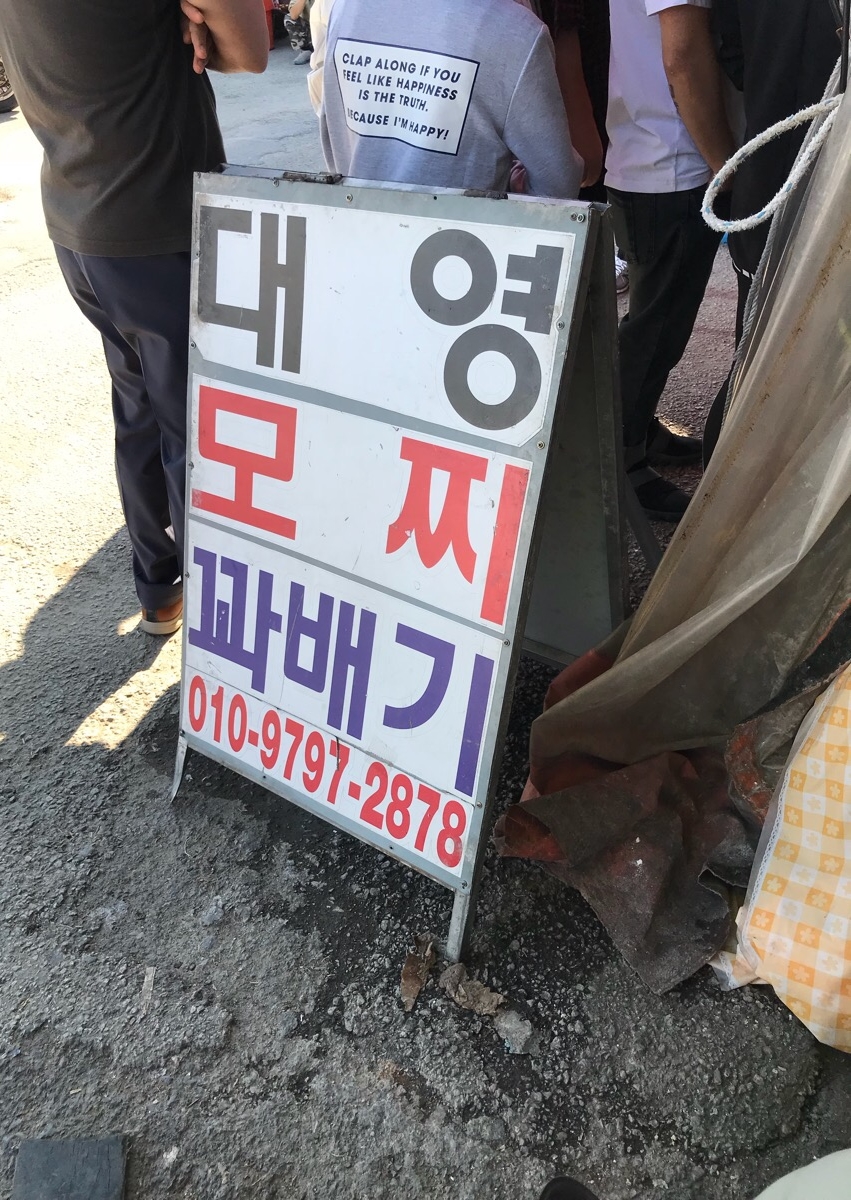 CLAP ALONG IF YOU
FEEL LIKE HAPPINESS
IS THE TRUTH.
BECAUSE I'M HAPPY!
대 영
모 찌
꽈배기
010-9797-2878